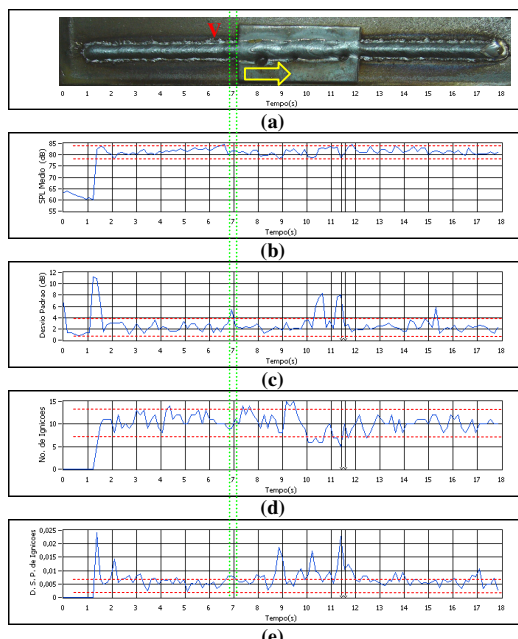 0 1 2 3 4 5 6 7 8 9 10 11 12 13 14 15 16 17 18
Tempo(s)
(a)
SPL Medio (dB)
85
80
75
70
65
60
55
0 1 2 3 4 5 6 7 8 9 10 11 12 13 14 15 16 17 18
Tempo(s)
(b)
Desvio Padrao (dB)
12
10
8
6
4
2
0
0 1 2 3 4 5 6 7 8 9 10 11 12 13 14 15 16 17 18
Tempo(s)
(c)
No. de Ignicoes
15
10
5
0
0 1 2 3 4 5 6 7 8 9 10 11 12 13 14 15 16 17 18
Tempo(s)
(d)
D. S. P. de Ignicoes
0,025
0,02
0,015
0,01
0,005
0
0 1 2 3 4 5 6 7 8 9 10 11 12 13 14 15 16 17 18
Tempo(s)
(e)